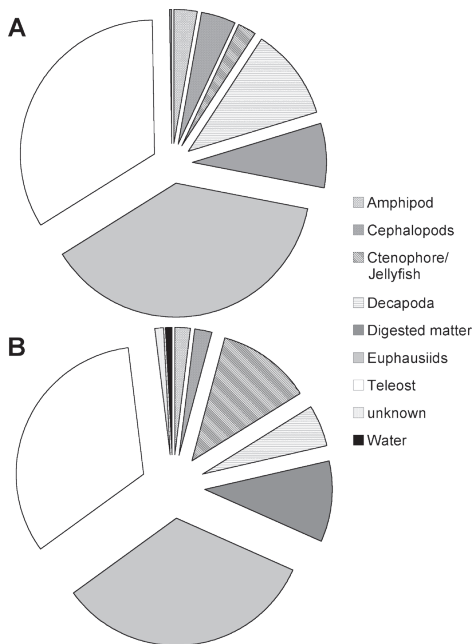 A
Amphipod
Cephalopods
Ctenophore/
Jellyfish
Decapoda
Digested matter
Euphausiids
Teleost
unknown
Water
B